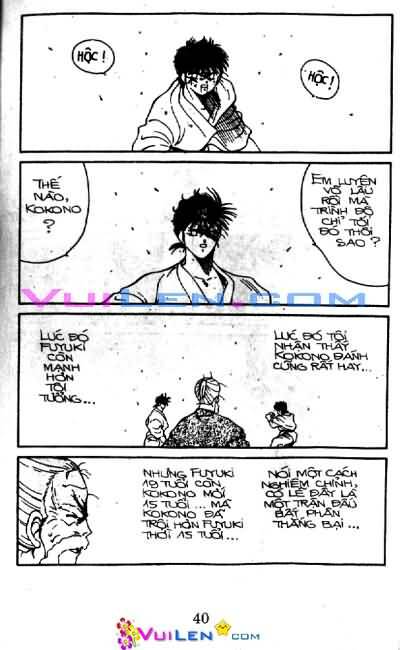 HỘC!
HỘC!
THẾ
NÀO,
KOKONO
?
EM LUYỆN
VÕ LÂU
RỒI MÀ
TRÌNH ĐỘ
CHỈ TỚI
ĐÓ THÔI
SAO ?
VuiLen.com
LÚC ĐÓ
FUYUKI
CÒN
MẠNH
HƠN
TÔI
TƯỞNG...
LÚC ĐÓ TÔI
NHẬN THẤY
KOKONO ĐÁNH
CŨNG RẤT HAY...
NHƯNG FUYUKI
19 TUỔI CÒN
KOKONO MỚI
15 TUỔI ... MÀ
KOKONO ĐÃ
TRỘI HƠN FUYUKI
THỜI 15 TUỔI...
NÓI MỘT CÁCH
NGHIÊM CHỈNH,
CÓ LẼ ĐÂY LÀ
MỘT TRẬN ĐẤU
BẤT PHÂN
THẮNG BẠI...
40
VuiLen.com